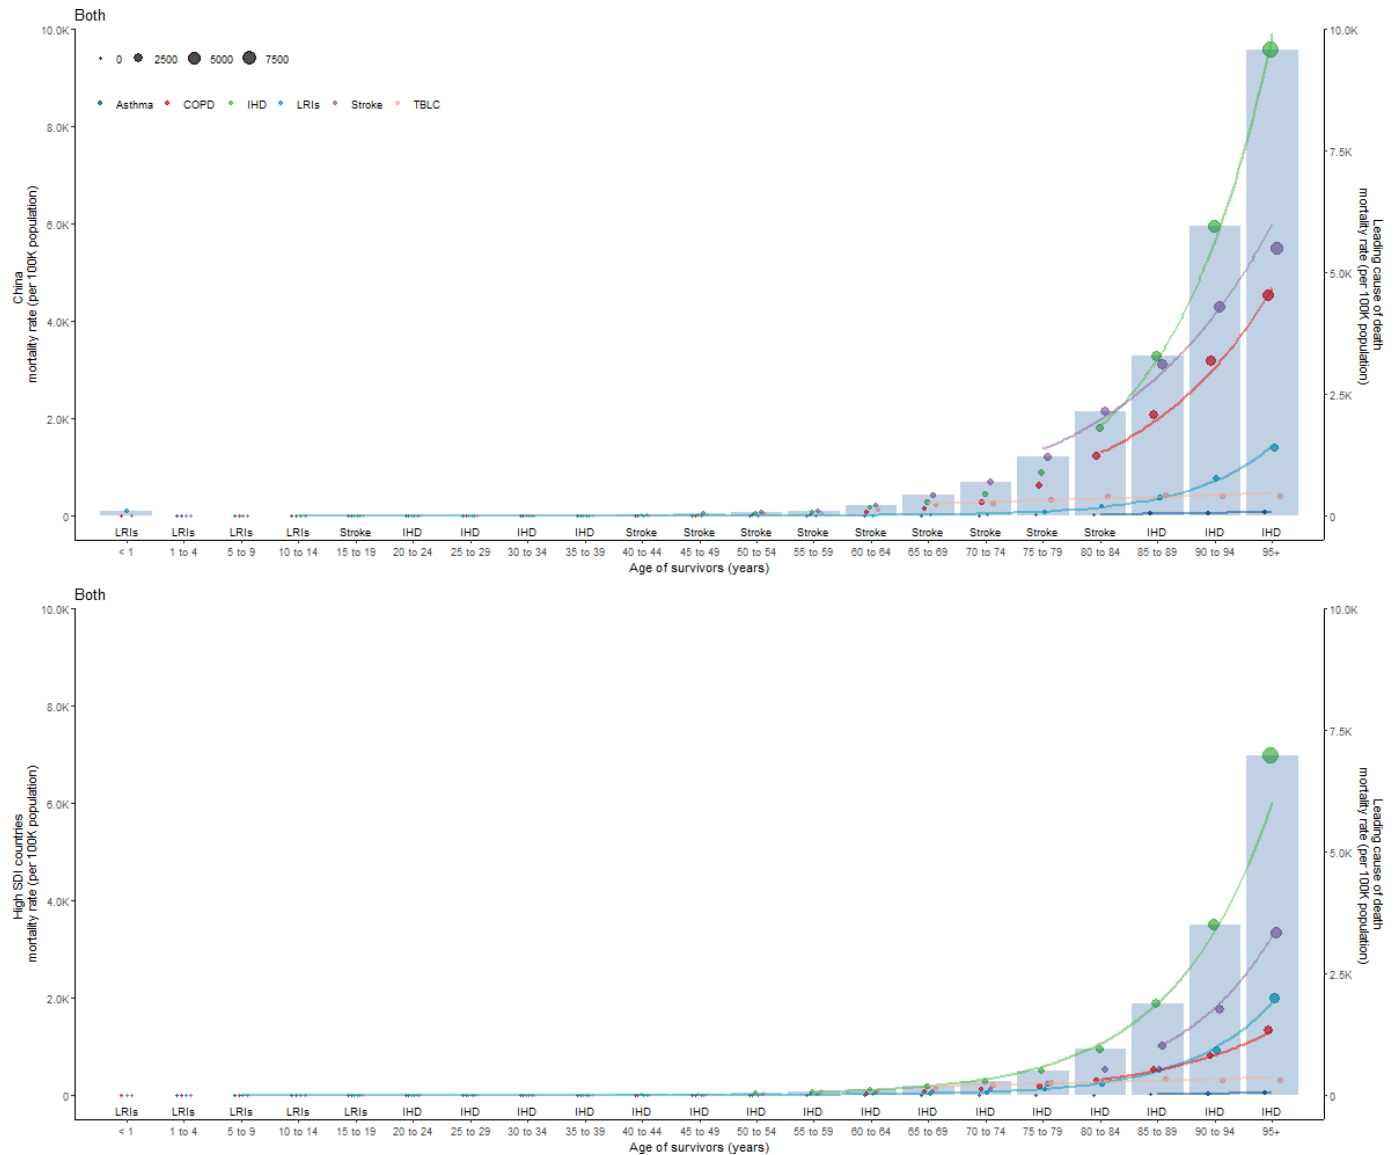 Both
10.0K
8.0K
6.0K
4.0K
2.0K
0
China
mortality rate (per 100K population)
0 2500 5000 7500
Asthma COPD IHD LRIs Stroke TBLC
10.0K
7.5K
5.0K
2.5K
0
Leading cause of death
mortality rate (per 100K population)
LRIs LRIs LRIs LRIs Stroke IHD IHD IHD IHD Stroke Stroke Stroke Stroke Stroke Stroke Stroke Stroke Stroke IHD IHD IHD
< 1 1 to 4 5 to 9 10 to 14 15 to 19 20 to 24 25 to 29 30 to 34 35 to 39 40 to 44 45 to 49 50 to 54 55 to 59 60 to 64 65 to 69 70 to 74 75 to 79 80 to 84 85 to 89 90 to 94 95+
Age of survivors (years)
Both
10.0K
8.0K
6.0K
4.0K
2.0K
0
High SDI countries
mortality rate (per 100K population)
10.0K
7.5K
5.0K
2.5K
0
Leading cause of death
mortality rate (per 100K population)
LRIs LRIs LRIs LRIs LRIs IHD IHD IHD IHD IHD IHD IHD IHD IHD IHD IHD IHD IHD IHD IHD IHD
< 1 1 to 4 5 to 9 10 to 14 15 to 19 20 to 24 25 to 29 30 to 34 35 to 39 40 to 44 45 to 49 50 to 54 55 to 59 60 to 64 65 to 69 70 to 74 75 to 79 80 to 84 85 to 89 90 to 94 95+
Age of survivors (years)